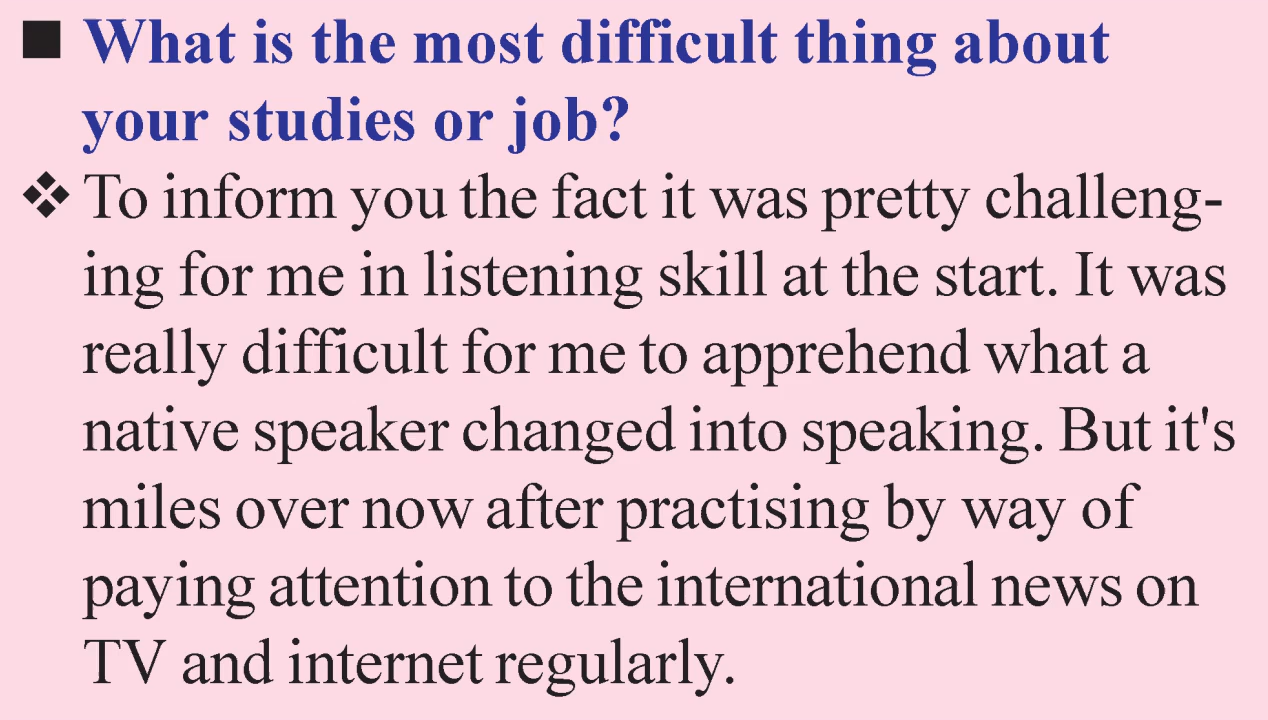 ■ What is the most difficult thing about
your studies or job?
❖ To inform you the fact it was pretty challeng-
ing for me in listening skill at the start. It was
really difficult for me to apprehend what a
native speaker changed into speaking. But it's
miles over now after practising by way of
paying attention to the international news on
TV and internet regularly.